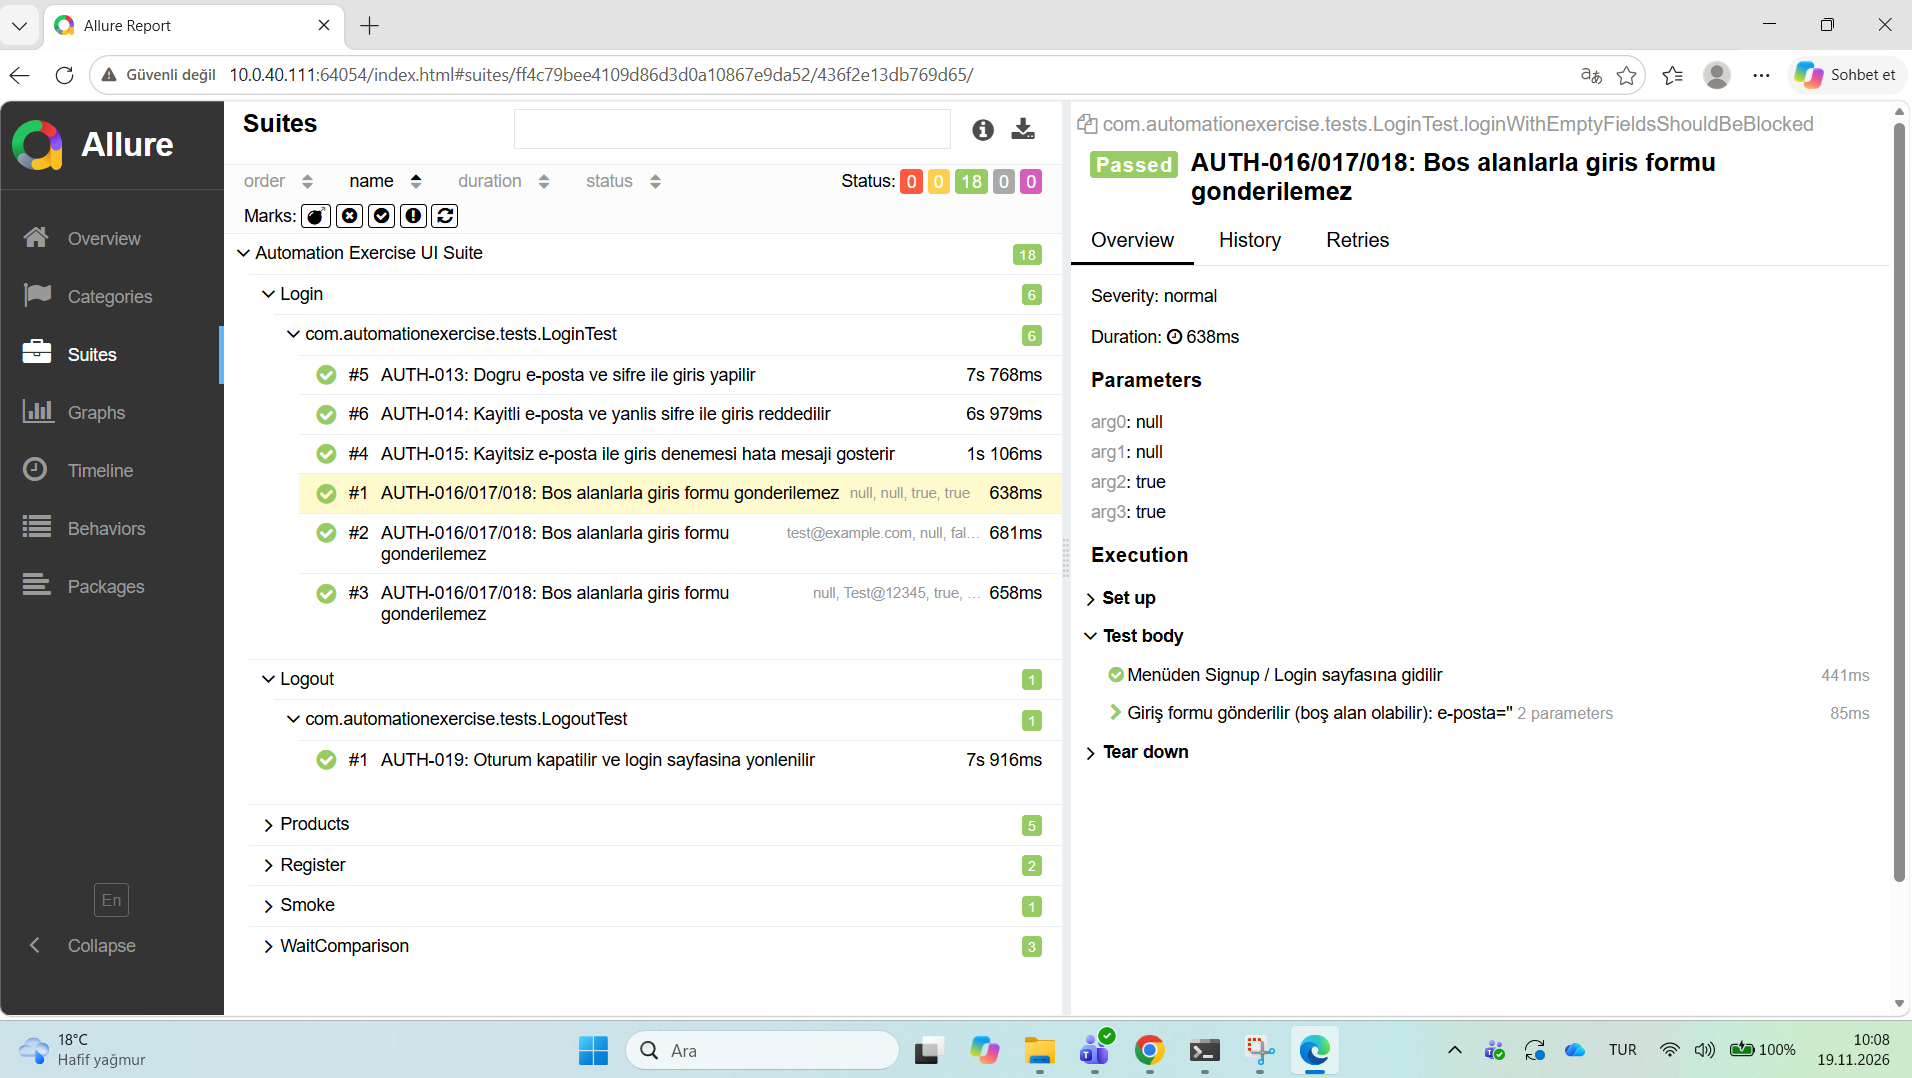 Allure Report
Güvenli değil 10.0.40.111:64054/index.html#suites/ff4c79bee4109d86d3d0a10867e9da52/436f2e13db769d65/
Sohbet et
Allure
Overview
Categories
Suites
Graphs
Timeline
Behaviors
Packages
En
Collapse
Suites
order name duration status Status: 0 0 18 0 0
Marks:
Automation Exercise UI Suite 18
Login 6
com.automationexercise.tests.LoginTest 6
#5 AUTH-013: Dogru e-posta ve sifre ile giris yapilir 7s 768ms
#6 AUTH-014: Kayitli e-posta ve yanlis sifre ile giris reddedilir 6s 979ms
#4 AUTH-015: Kayitsiz e-posta ile giris denemesi hata mesaji gosterir 1s 106ms
#1 AUTH-016/017/018: Bos alanlarla giris formu gonderilemez null, null, true, true 638ms
#2 AUTH-016/017/018: Bos alanlarla giris formu test@example.com, null, fal... 681ms
gonderilemez
#3 AUTH-016/017/018: Bos alanlarla giris formu null, Test@12345, true, ... 658ms
gonderilemez
Logout 1
com.automationexercise.tests.LogoutTest 1
#1 AUTH-019: Oturum kapatilir ve login sayfasina yonlenilir 7s 916ms
Products 5
Register 2
Smoke 1
WaitComparison 3
com.automationexercise.tests.LoginTest.loginWithEmptyFieldsShouldBeBlocked
Passed AUTH-016/017/018: Bos alanlarla giris formu
gonderilemez
Overview History Retries
Severity: normal
Duration: 638ms
Parameters
arg0: null
arg1: null
arg2: true
arg3: true
Execution
Set up
Test body
Menüden Signup / Login sayfasına gidilir 441ms
Giriş formu gönderilir (boş alan olabilir): e-posta='' 2 parameters 85ms
Tear down
18°C
Hafif yağmur
Ara
TUR
100%
10:08
19.11.2026